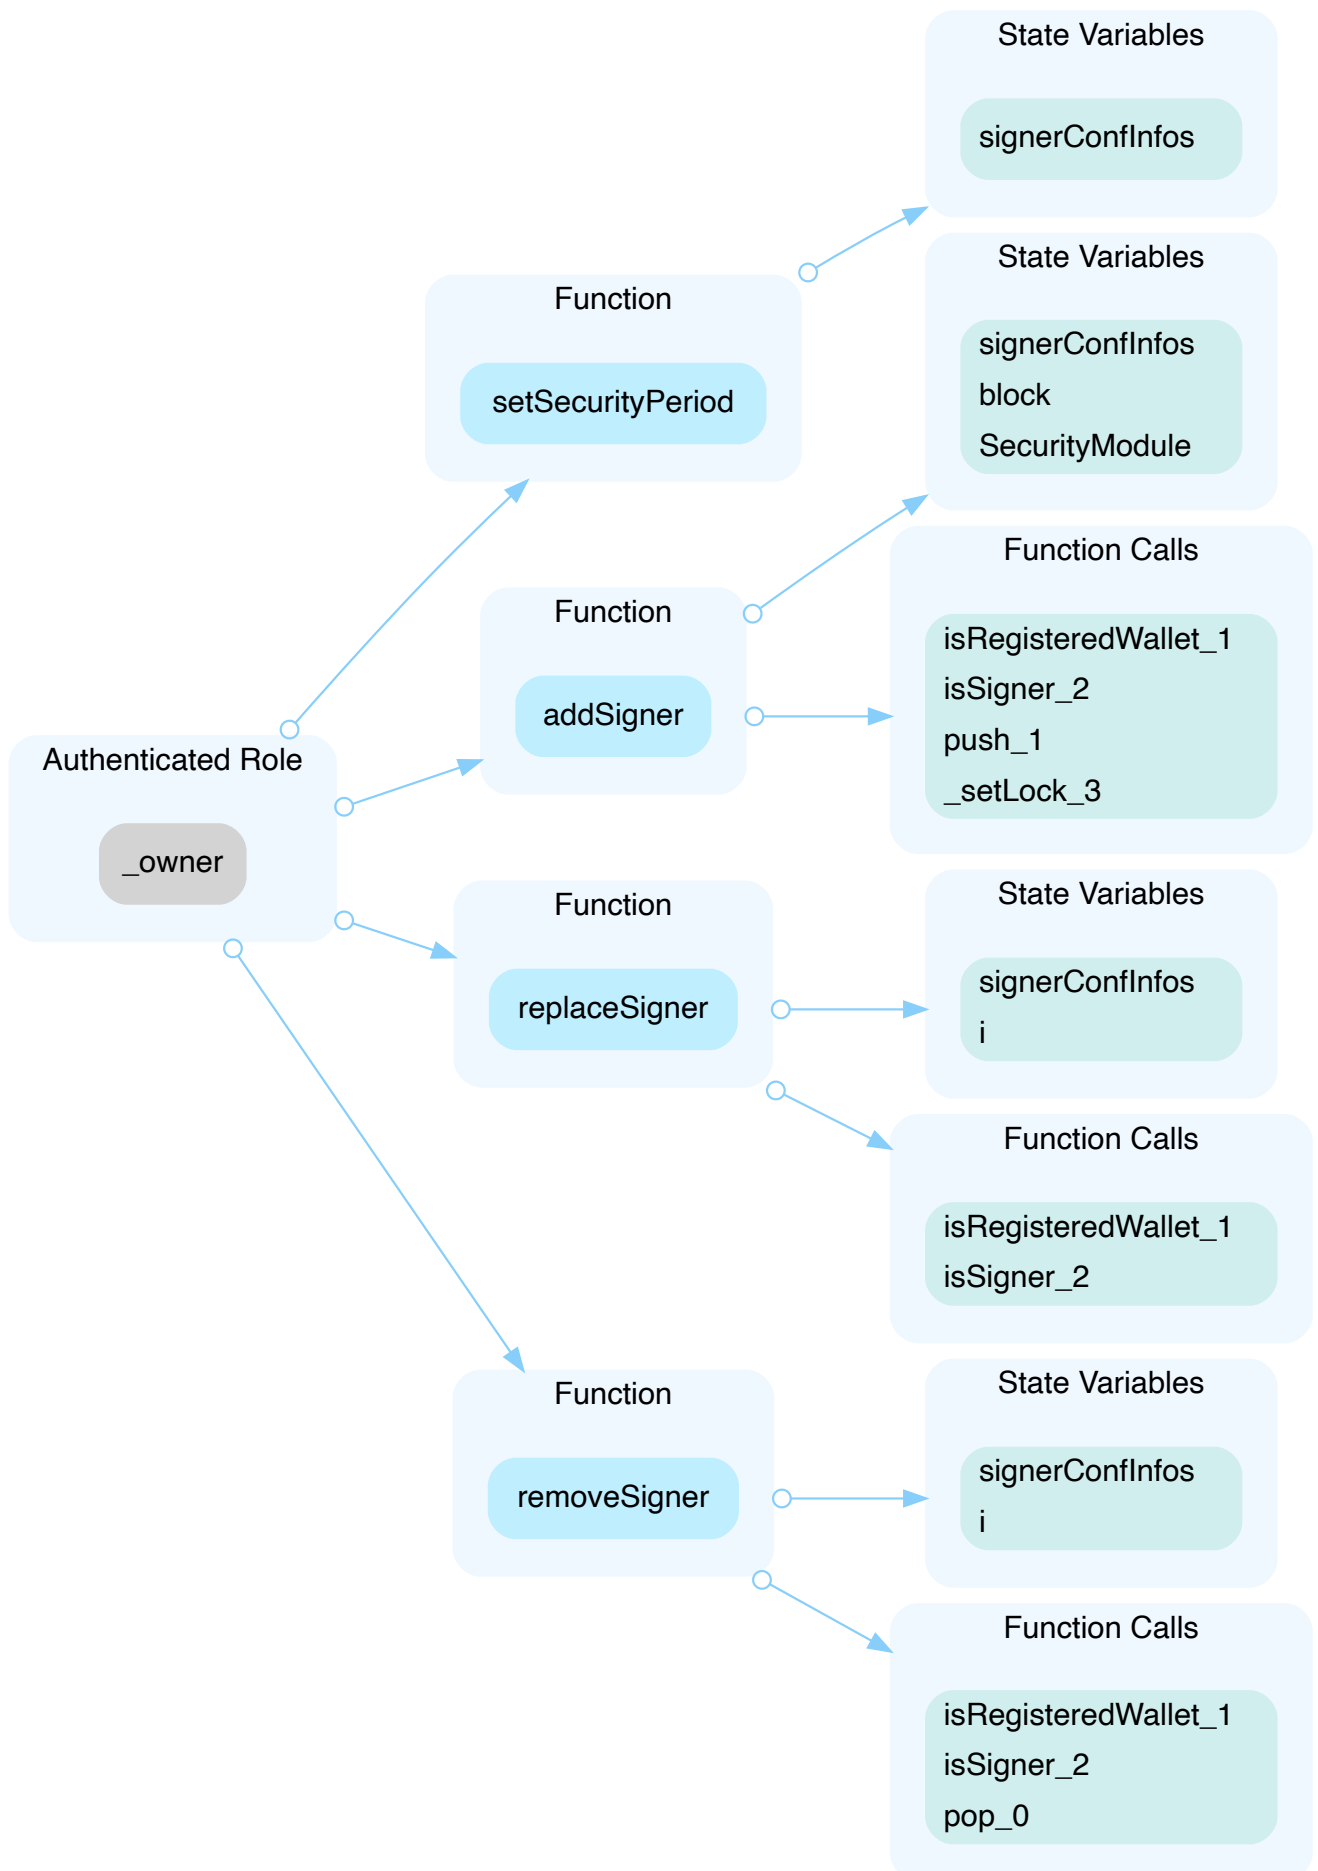 State Variables
signerConfInfos
State Variables
signerConfInfos
block
SecurityModule
Function
setSecurityPeriod
Function Calls
isRegisteredWallet_1
isSigner_2
push_1
_setLock_3
Function
addSigner
Authenticated Role
_owner
Function
replaceSigner
State Variables
signerConfInfos
i
Function Calls
isRegisteredWallet_1
isSigner_2
Function
removeSigner
State Variables
signerConfInfos
i
Function Calls
isRegisteredWallet_1
isSigner_2
pop_0